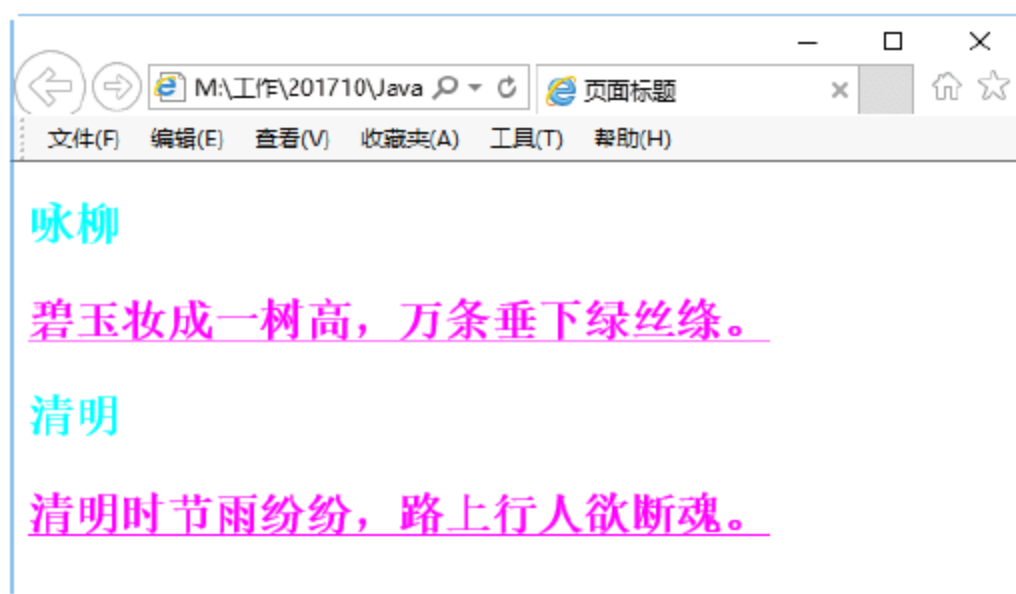 M:\工作\201710\Java
页面标题
文件(F) 编辑(E) 查看(V) 收藏夹(A) 工具(T) 帮助(H)
咏柳
碧玉妆成一树高，万条垂下绿丝绦。
清明
清明时节雨纷纷，路上行人欲断魂。